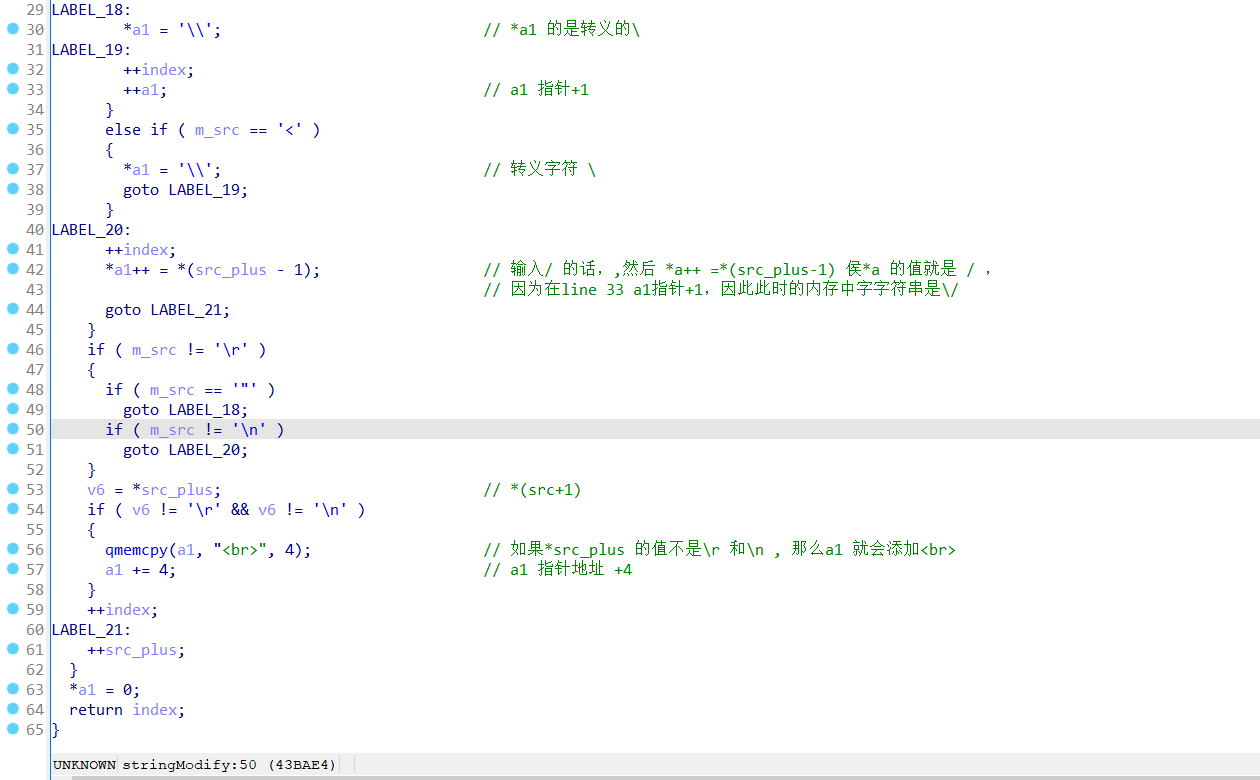 29 LABEL_18:
30 *a1 = '\\'; // *a1 的是转义的\
31 LABEL_19:
32 ++index;
33 ++a1; // a1 指针+1
34 }
35 else if ( m_src == '<' )
36 {
37 *a1 = '\\'; // 转义字符 \
38 goto LABEL_19;
39 }
40 LABEL_20:
41 ++index;
42 *a1++ = *(src_plus - 1); // 输入/ 的话，,然后 *a++ =*(src_plus-1) 侯*a 的值就是 / ，
43 // 因为在line 33 a1指针+1，因此此时的内存中字字符串是\/
44 goto LABEL_21;
45 }
46 if ( m_src != '\r' )
47 {
48 if ( m_src == '"' )
49 goto LABEL_18;
50 if ( m_src != '\n' )
51 goto LABEL_20;
52 }
53 v6 = *src_plus; // *(src+1)
54 if ( v6 != '\r' && v6 != '\n' )
55 {
56 qmemcpy(a1, "<br>", 4); // 如果*src_plus 的值不是\r 和\n , 那么a1 就会添加<br>
57 a1 += 4; // a1 指针地址 +4
58 }
59 ++index;
60 LABEL_21:
61 ++src_plus;
62 }
63 *a1 = 0;
64 return index;
65 }
UNKNOWN stringModify:50 (43BAE4)